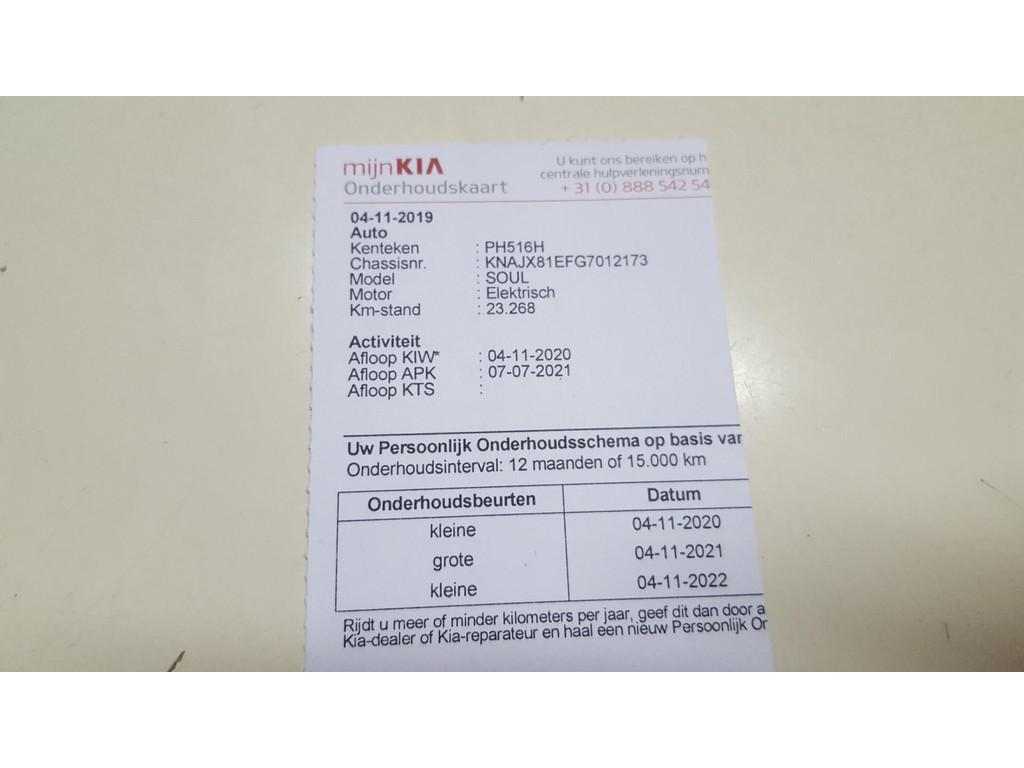 mijnKIA
Onderhoudskaart
U kunt ons bereiken op h
centrale hulpverleningsnum
+ 31 (0) 888 542 54
04-11-2019
Auto
Kenteken : PH516H
Chassisnr. : KNAJX81EFG7012173
Model : SOUL
Motor : Elektrisch
Km-stand : 23.268
Activiteit
Afloop KIW* : 04-11-2020
Afloop APK : 07-07-2021
Afloop KTS :
Uw Persoonlijk Onderhoudsschema op basis van
Onderhoudsinterval: 12 maanden of 15.000 km
Onderhoudsbeurten Datum
kleine 04-11-2020
grote 04-11-2021
kleine 04-11-2022
Rijdt u meer of minder kilometers per jaar, geef dit dan door a
Kia-dealer of Kia-reparateur en haal een nieuw Persoonlijk On